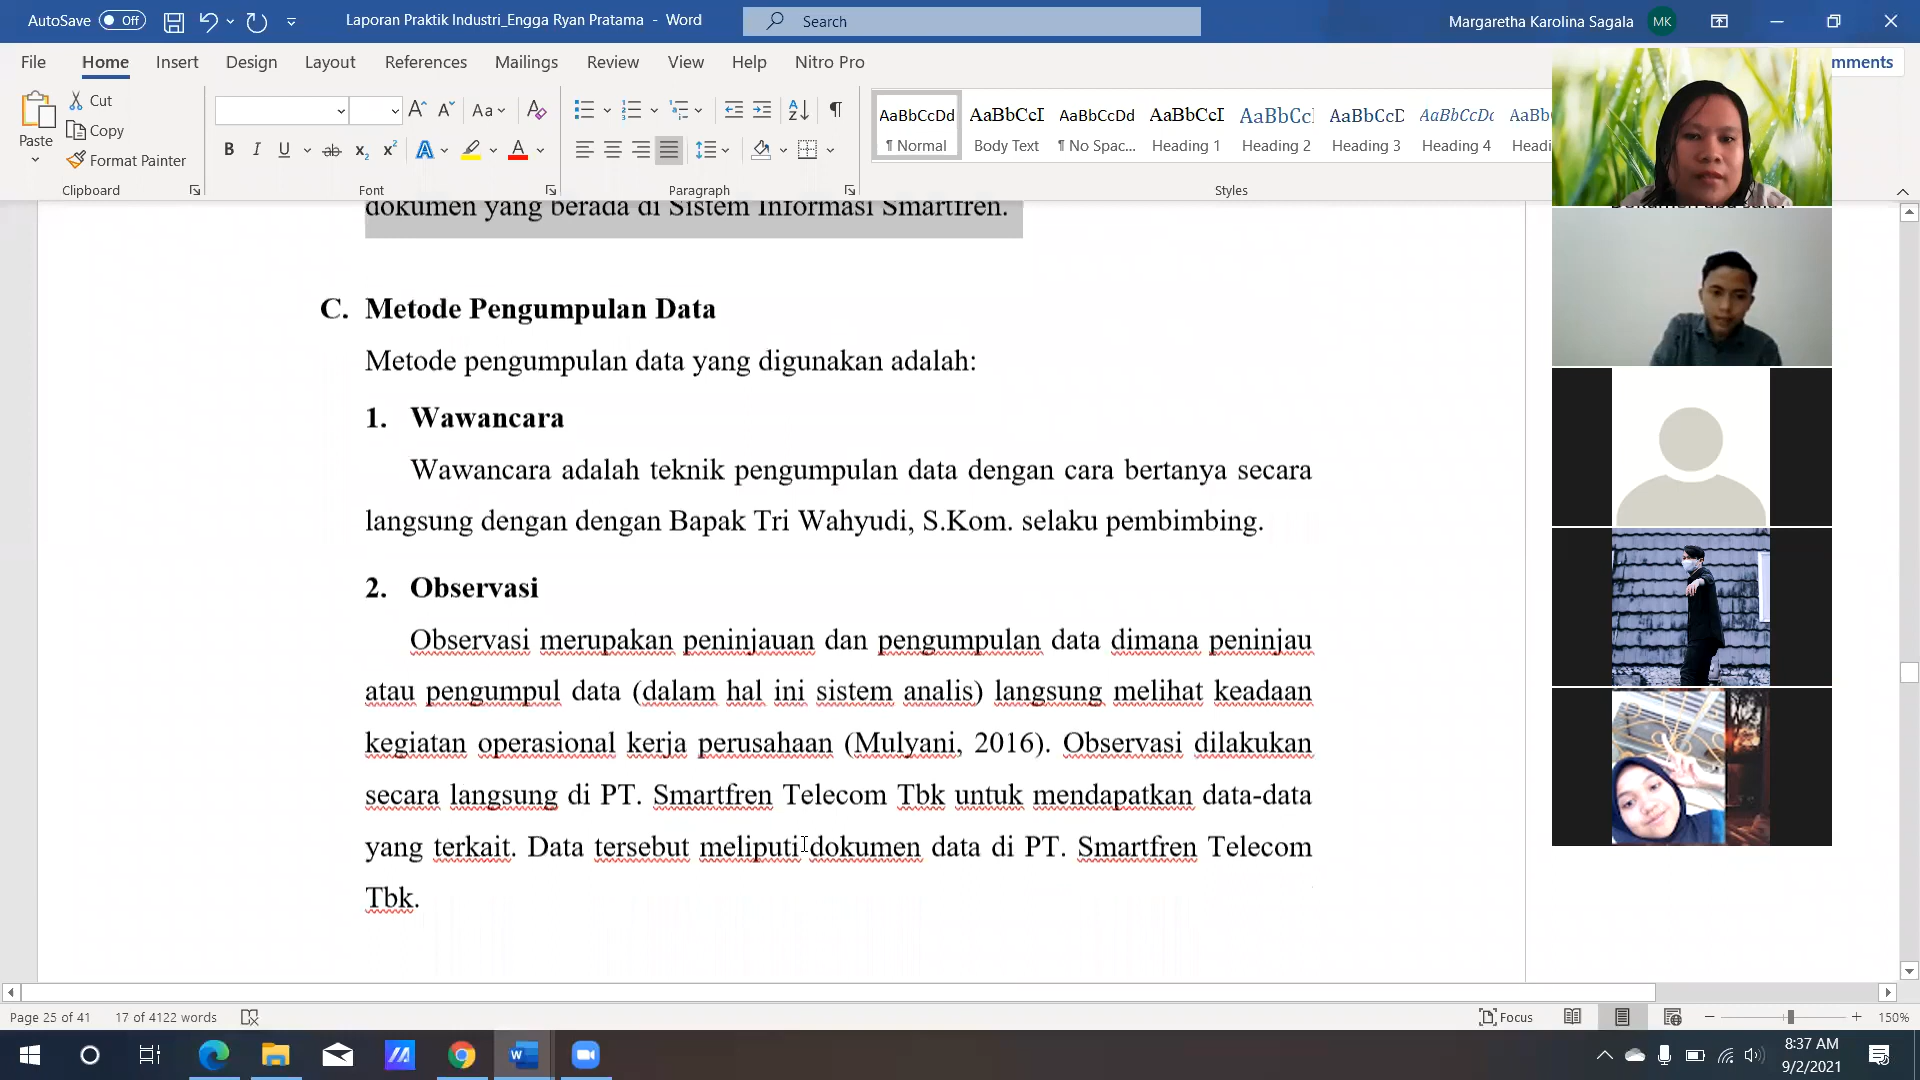 AutoSave Off Laporan Praktik Industri_Engga Ryan Pratama - Word Search Margaretha Karolina Sagala MK
File Home Insert Design Layout References Mailings Review View Help Nitro Pro mments
Paste Cut Copy Format Painter
Aa
B I U ab x2 x2 A A
AaBbCcDd AaBbCcI AaBbCcDd AaBbCcI AaBbCcI AaBbCcD AaBbCcDc AaBb
¶ Normal Body Text ¶ No Spac... Heading 1 Heading 2 Heading 3 Heading 4 Headi
Clipboard Font Paragraph Styles
dokumen yang berada di Sistem Informasi Smartfren.
C. Metode Pengumpulan Data
Metode pengumpulan data yang digunakan adalah:
1. Wawancara
Wawancara adalah teknik pengumpulan data dengan cara bertanya secara
langsung dengan dengan Bapak Tri Wahyudi, S.Kom. selaku pembimbing.
2. Observasi
Observasi merupakan peninjauan dan pengumpulan data dimana peninjau
atau pengumpul data (dalam hal ini sistem analis) langsung melihat keadaan
kegiatan operasional kerja perusahaan (Mulyani, 2016). Observasi dilakukan
secara langsung di PT. Smartfren Telecom Tbk untuk mendapatkan data-data
yang terkait. Data tersebut meliputi dokumen data di PT. Smartfren Telecom
Tbk.
Page 25 of 41 17 of 4122 words Focus 150%
8:37 AM
9/2/2021